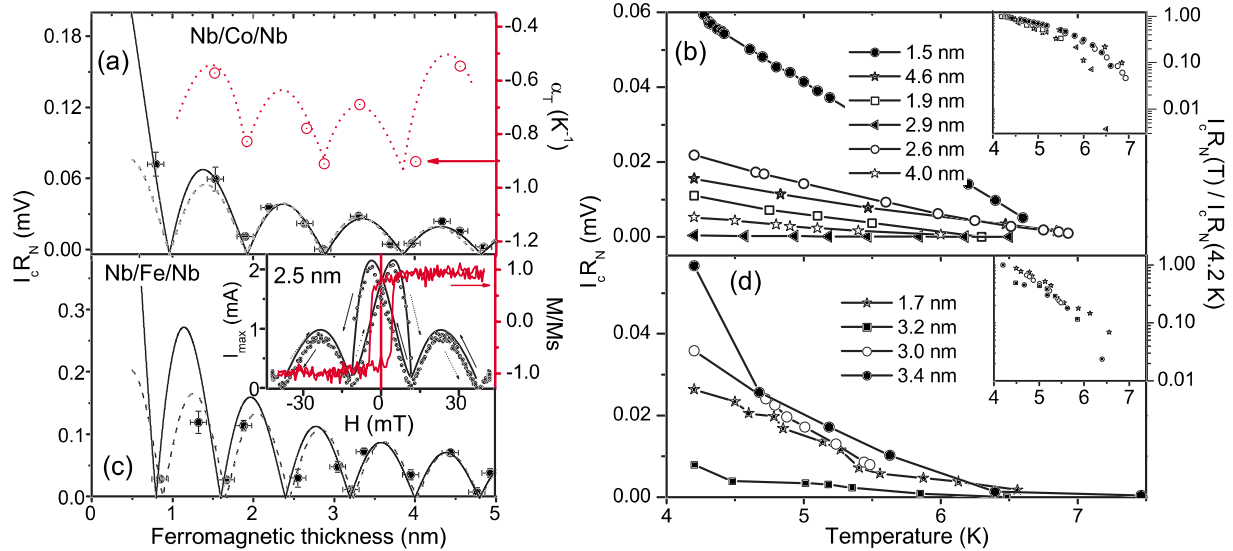 Nb/Co/Nb
(a)
0.18
0.12
0.06
0.00
-0.4
-0.5
-0.6
-0.7
-0.8
-0.9
-1.0
-1.1
-1.2
α_T (K⁻¹)
I_cR_N (mV)
Nb/Fe/Nb
(c)
0.3
0.2
0.1
0.0
0 1 2 3 4 5
Ferromagnetic thickness (nm)
2.5 nm
2
1
0
I_max (mA)
-30 0 30
H (mT)
1.0
0.0
-1.0
M/Ms
(b)
0.06
0.04
0.02
0.00
I_cR_N (mV)
1.5 nm
4.6 nm
1.9 nm
2.9 nm
2.6 nm
4.0 nm
1.00
0.10
0.01
4 5 6 7
I_cR_N(T) / I_cR_N(4.2 K)
(d)
0.04
0.02
0.00
1.7 nm
3.2 nm
3.0 nm
3.4 nm
1.00
0.10
0.01
4 5 6 7
4 5 6 7
Temperature (K)